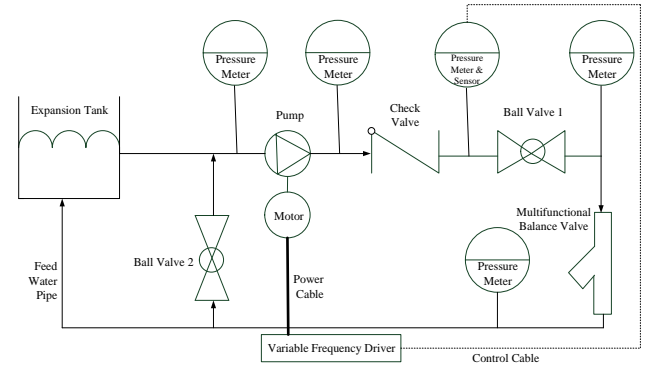 Pressure
Meter
Pressure
Meter
Pressure
Meter &
Sensor
Pressure
Meter
Expansion Tank
Pump
Check
Valve
Ball Valve 1
Motor
Multifunctional
Balance Valve
Feed
Water
Pipe
Ball Valve 2
Power
Cable
Pressure
Meter
Variable Frequency Driver
Control Cable